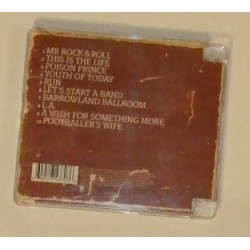 MR ROCK & ROLL
THIS IS THE LIFE
POISON PRINCE
YOUTH OF TODAY
RUN
LET'S START A BAND
BARROWLAND BALLROOM
L.A.
A WISH FOR SOMETHING MORE
FOOTBALLER'S WIFE